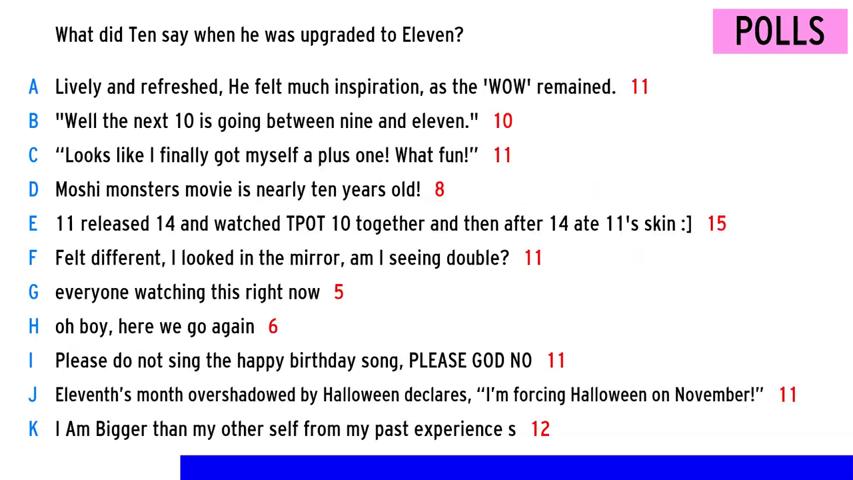 What did Ten say when he was upgraded to Eleven?
POLLS
A Lively and refreshed, He felt much inspiration, as the 'WOW' remained. 11
B "Well the next 10 is going between nine and eleven." 10
C “Looks like I finally got myself a plus one! What fun!” 11
D Moshi monsters movie is nearly ten years old! 8
E 11 released 14 and watched TPOT 10 together and then after 14 ate 11's skin :] 15
F Felt different, I looked in the mirror, am I seeing double? 11
G everyone watching this right now 5
H oh boy, here we go again 6
I Please do not sing the happy birthday song, PLEASE GOD NO 11
J Eleventh’s month overshadowed by Halloween declares, “I’m forcing Halloween on November!” 11
K I Am Bigger than my other self from my past experience s 12